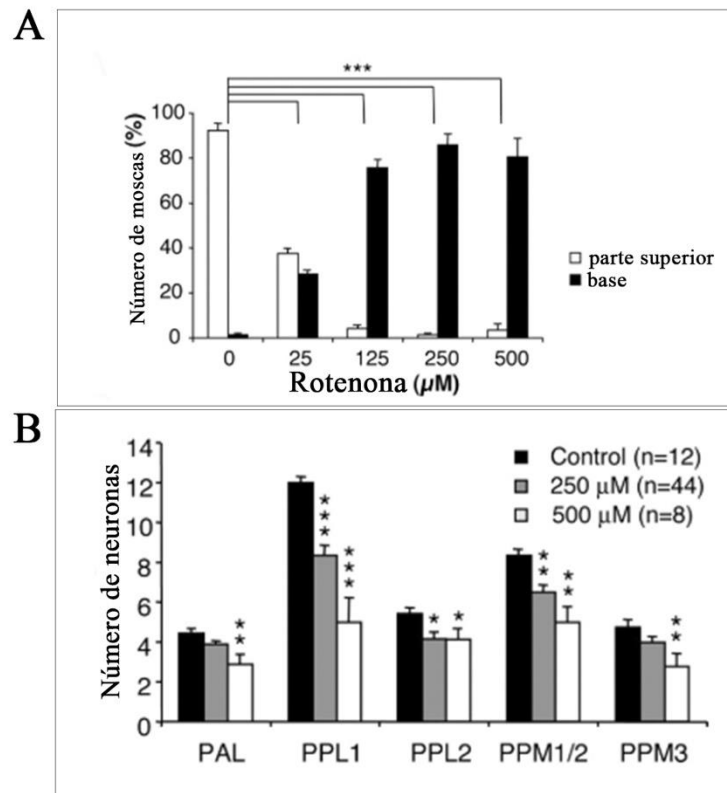 A
***
Número de moscas (%)
100
80
60
40
20
0
0 25 125 250 500
Rotenona (µM)
parte superior
base
B
Número de neuronas
14
12
10
8
6
4
2
0
Control (n=12)
250 µM (n=44)
500 µM (n=8)
** *** *** * * ** ** **
PAL PPL1 PPL2 PPM1/2 PPM3